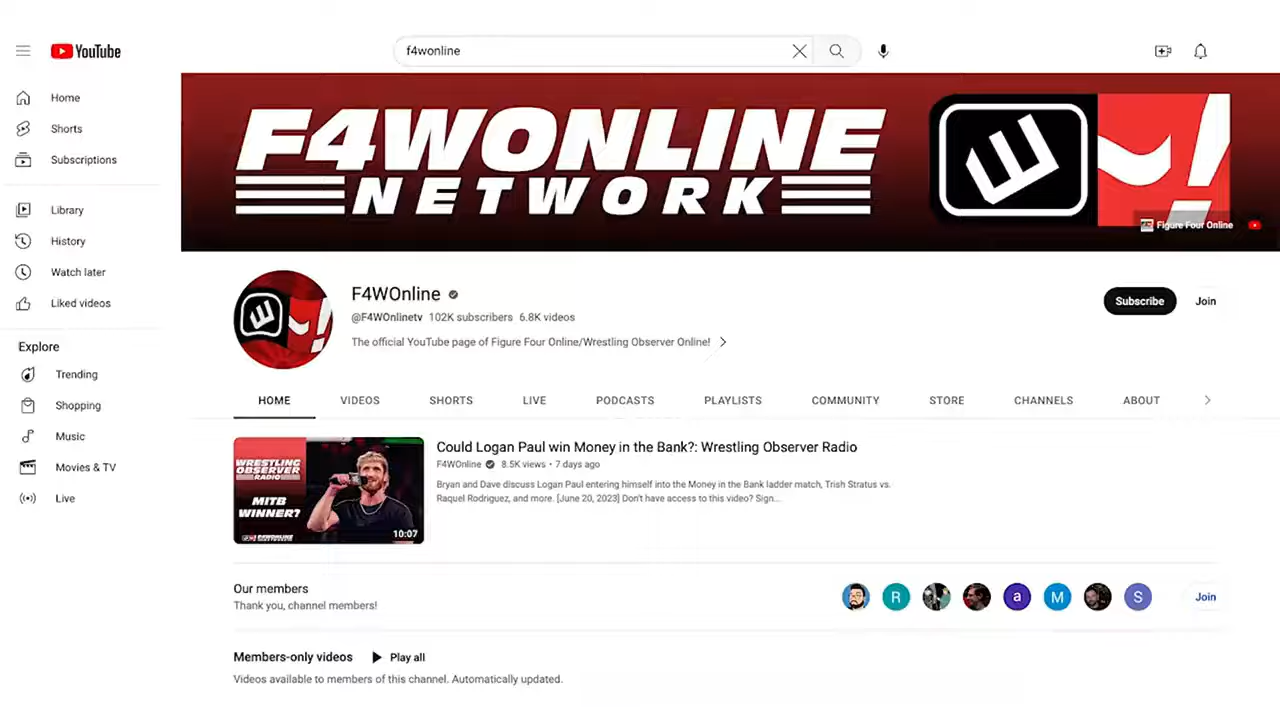 YouTube
f4wonline
Home
Shorts
Subscriptions
Library
History
Watch later
Liked videos
Explore
Trending
Shopping
Music
Movies & TV
Live
F4WONLINE
NETWORK
Figure Four Online
F4WOnline
@F4WOnlinetv 102K subscribers 6.8K videos
The official YouTube page of Figure Four Online/Wrestling Observer Online!
Subscribe
Join
HOME
VIDEOS
SHORTS
LIVE
PODCASTS
PLAYLISTS
COMMUNITY
STORE
CHANNELS
ABOUT
WRESTLING
OBSERVER
RADIO
MITB
WINNER?
F4WONLINE
10:07
Could Logan Paul win Money in the Bank?: Wrestling Observer Radio
F4WOnline 8.5K views • 7 days ago
Bryan and Dave discuss Logan Paul entering himself into the Money in the Bank ladder match, Trish Stratus vs.
Raquel Rodriguez, and more. [June 20, 2023] Don't have access to this video? Sign...
Our members
Thank you, channel members!
R
a
M
S
Join
Members-only videos
Play all
Videos available to members of this channel. Automatically updated.